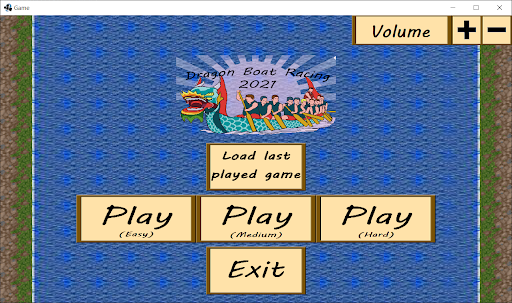 Game
Volume + -
Dragon Boat Racing
2021
Load last
played game
Play Play Play
(Easy) (Medium) (Hard)
Exit